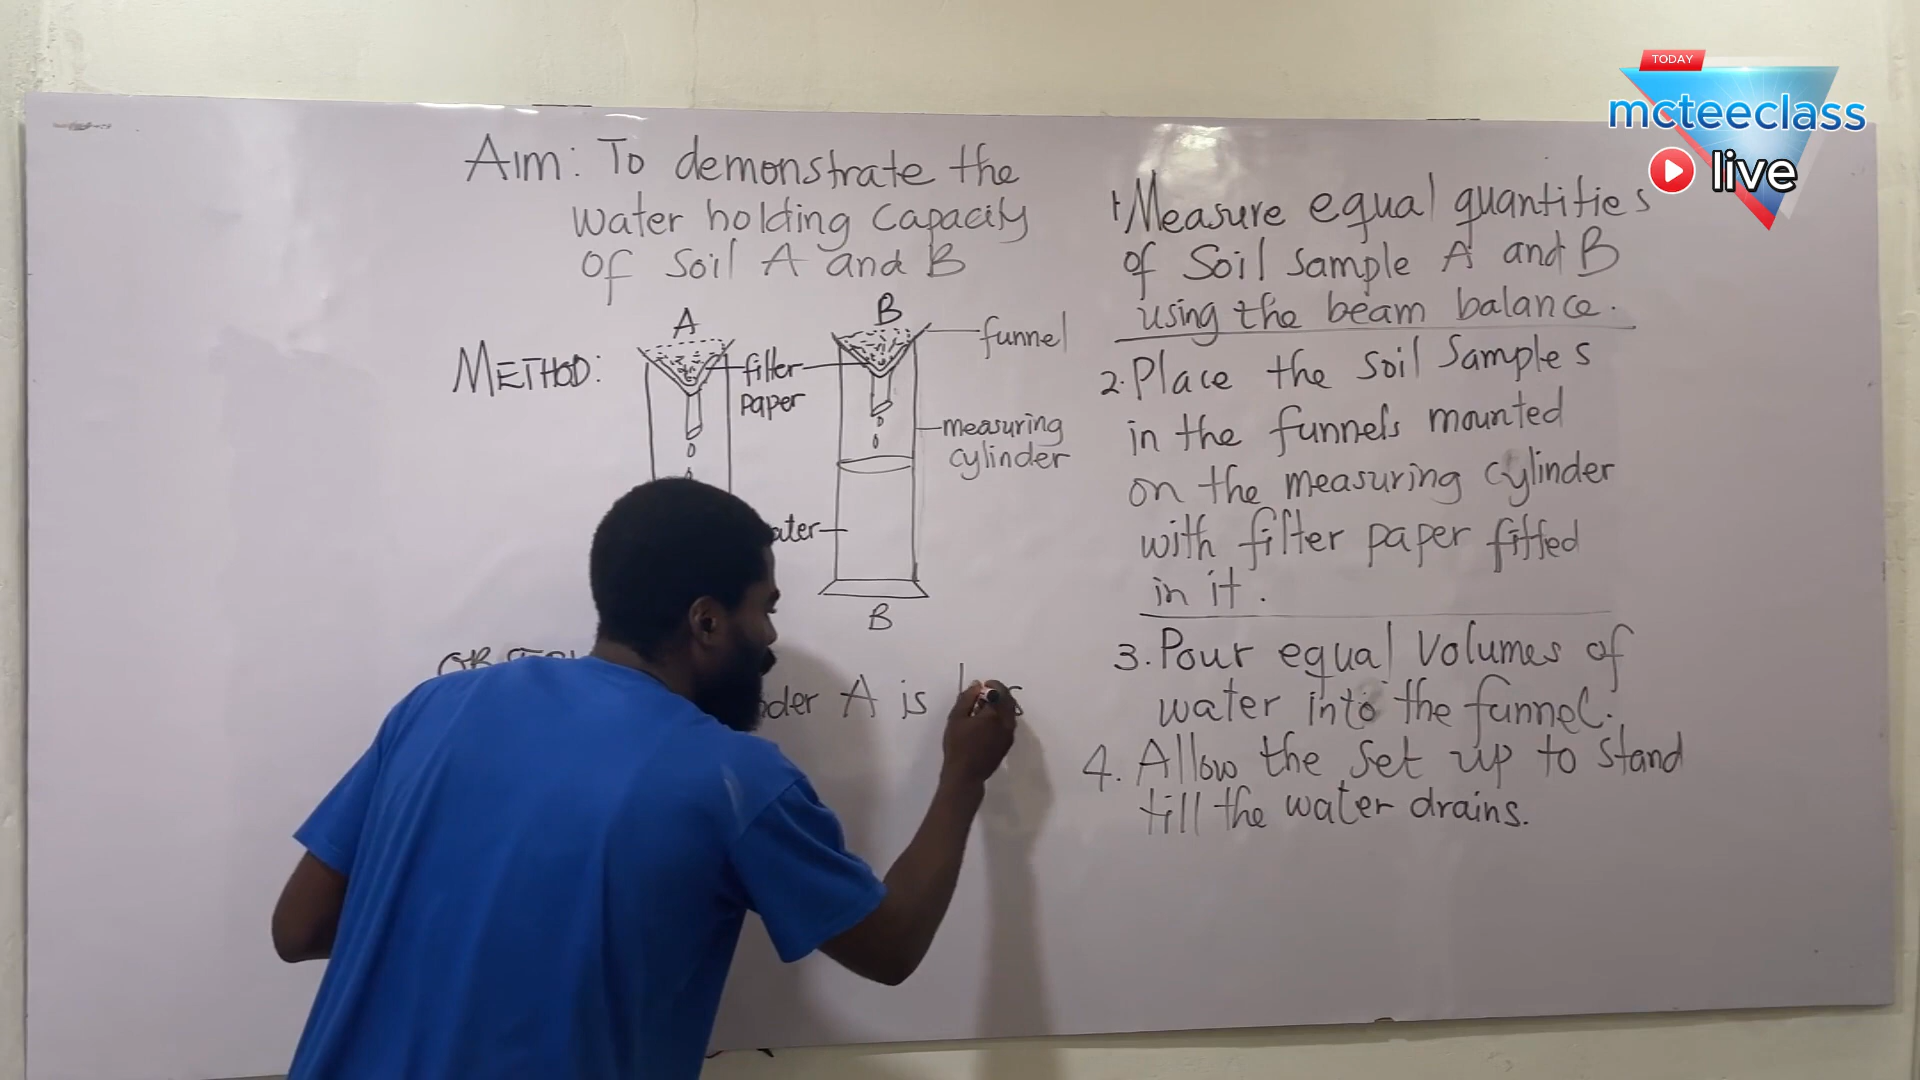 TODAY
mcteeclass
live
Aim: To demonstrate the
water holding capacity
of Soil A and B
METHOD:
A
B
funnel
filter
paper
measuring
cylinder
B
A is
1. Measure equal quantities
of Soil sample A and B
using the beam balance.
2. Place the soil samples
in the funnels mounted
on the measuring cylinder
with filter paper fitted
in it.
3. Pour equal volumes of
water into the funnel.
4. Allow the set up to stand
till the water drains.